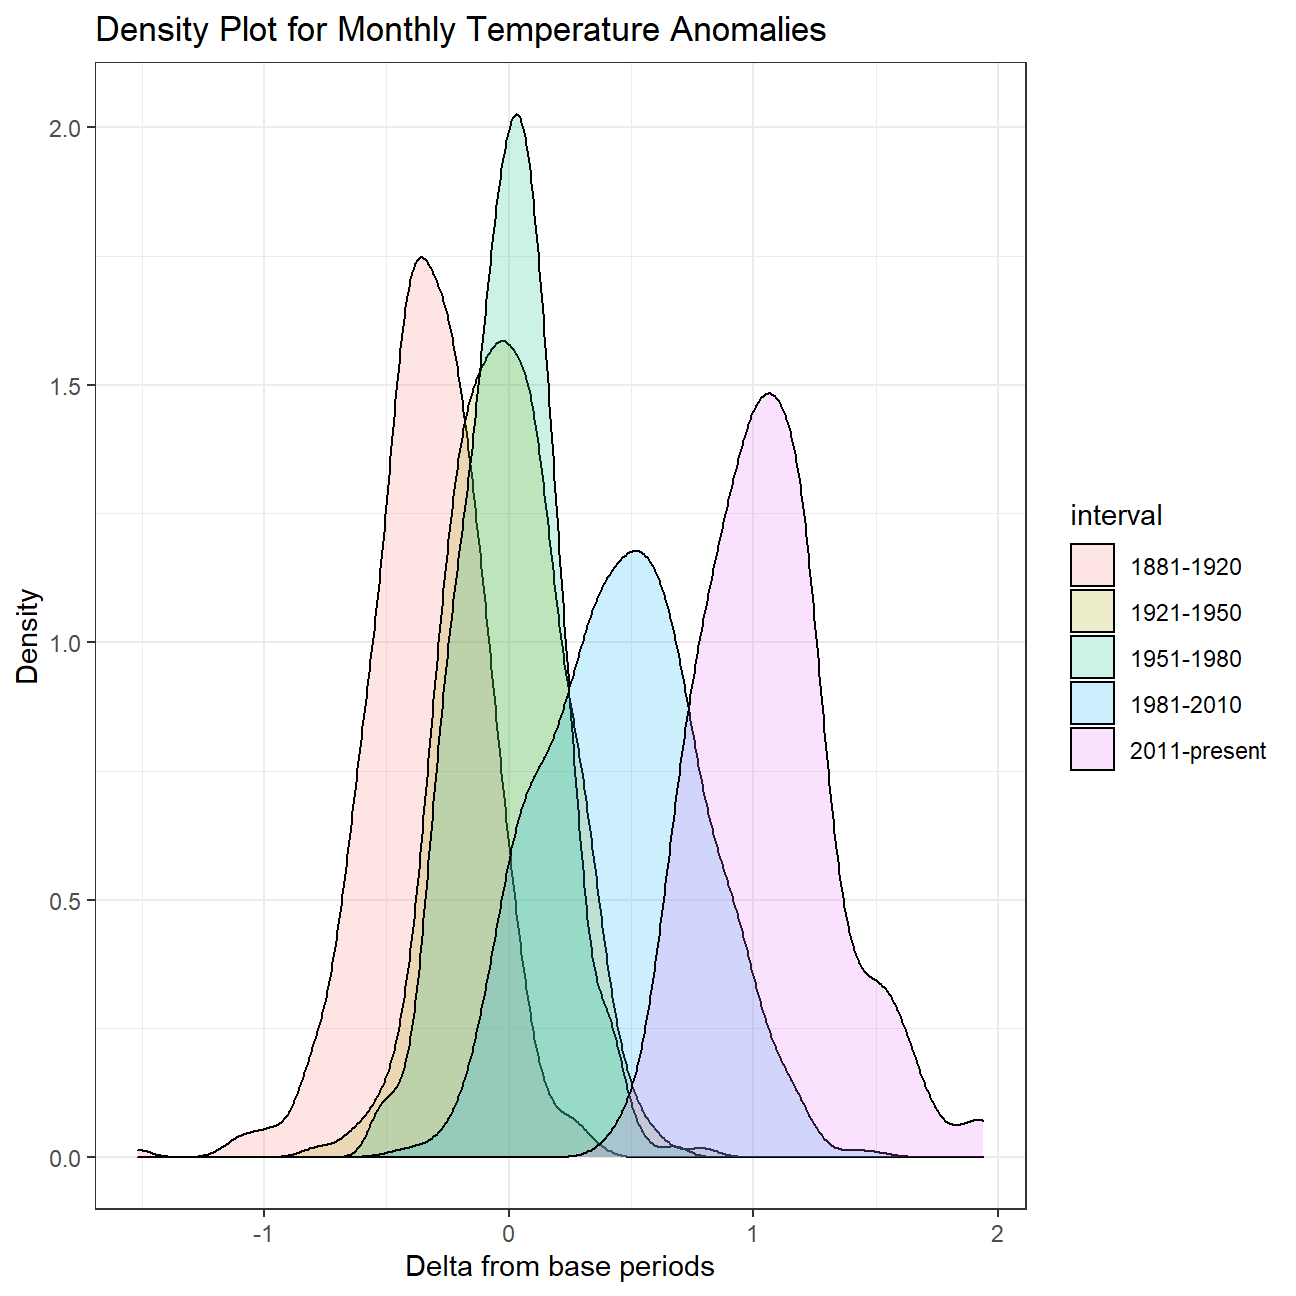 Density Plot for Monthly Temperature Anomalies
2.0
1.5
1.0
0.5
0.0
Density
-1 0 1 2
Delta from base periods
interval
1881-1920
1921-1950
1951-1980
1981-2010
2011-present